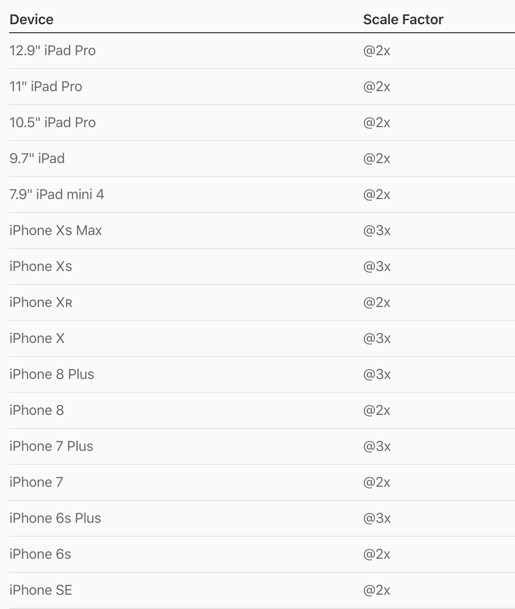 Device Scale Factor
12.9" iPad Pro @2x
11" iPad Pro @2x
10.5" iPad Pro @2x
9.7" iPad @2x
7.9" iPad mini 4 @2x
iPhone Xs Max @3x
iPhone Xs @3x
iPhone Xʀ @2x
iPhone X @3x
iPhone 8 Plus @3x
iPhone 8 @2x
iPhone 7 Plus @3x
iPhone 7 @2x
iPhone 6s Plus @3x
iPhone 6s @2x
iPhone SE @2x